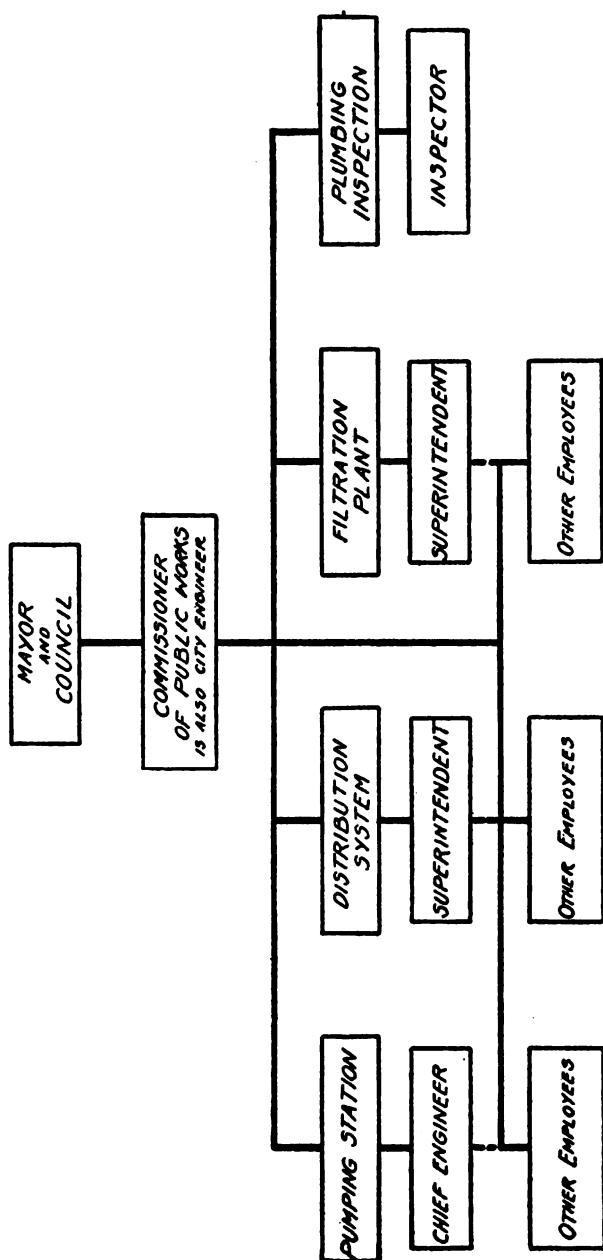 MAYOR
AND
COUNCIL
COMMISSIONER
OF PUBLIC WORKS
IS ALSO CITY ENGINEER
PUMPING STATION
DISTRIBUTION
SYSTEM
FILTRATION
PLANT
PLUMBING
INSPECTION
CHIEF ENGINEER
SUPERINTENDENT
SUPERINTENDENT
INSPECTOR
OTHER EMPLOYEES
OTHER EMPLOYEES
OTHER EMPLOYEES